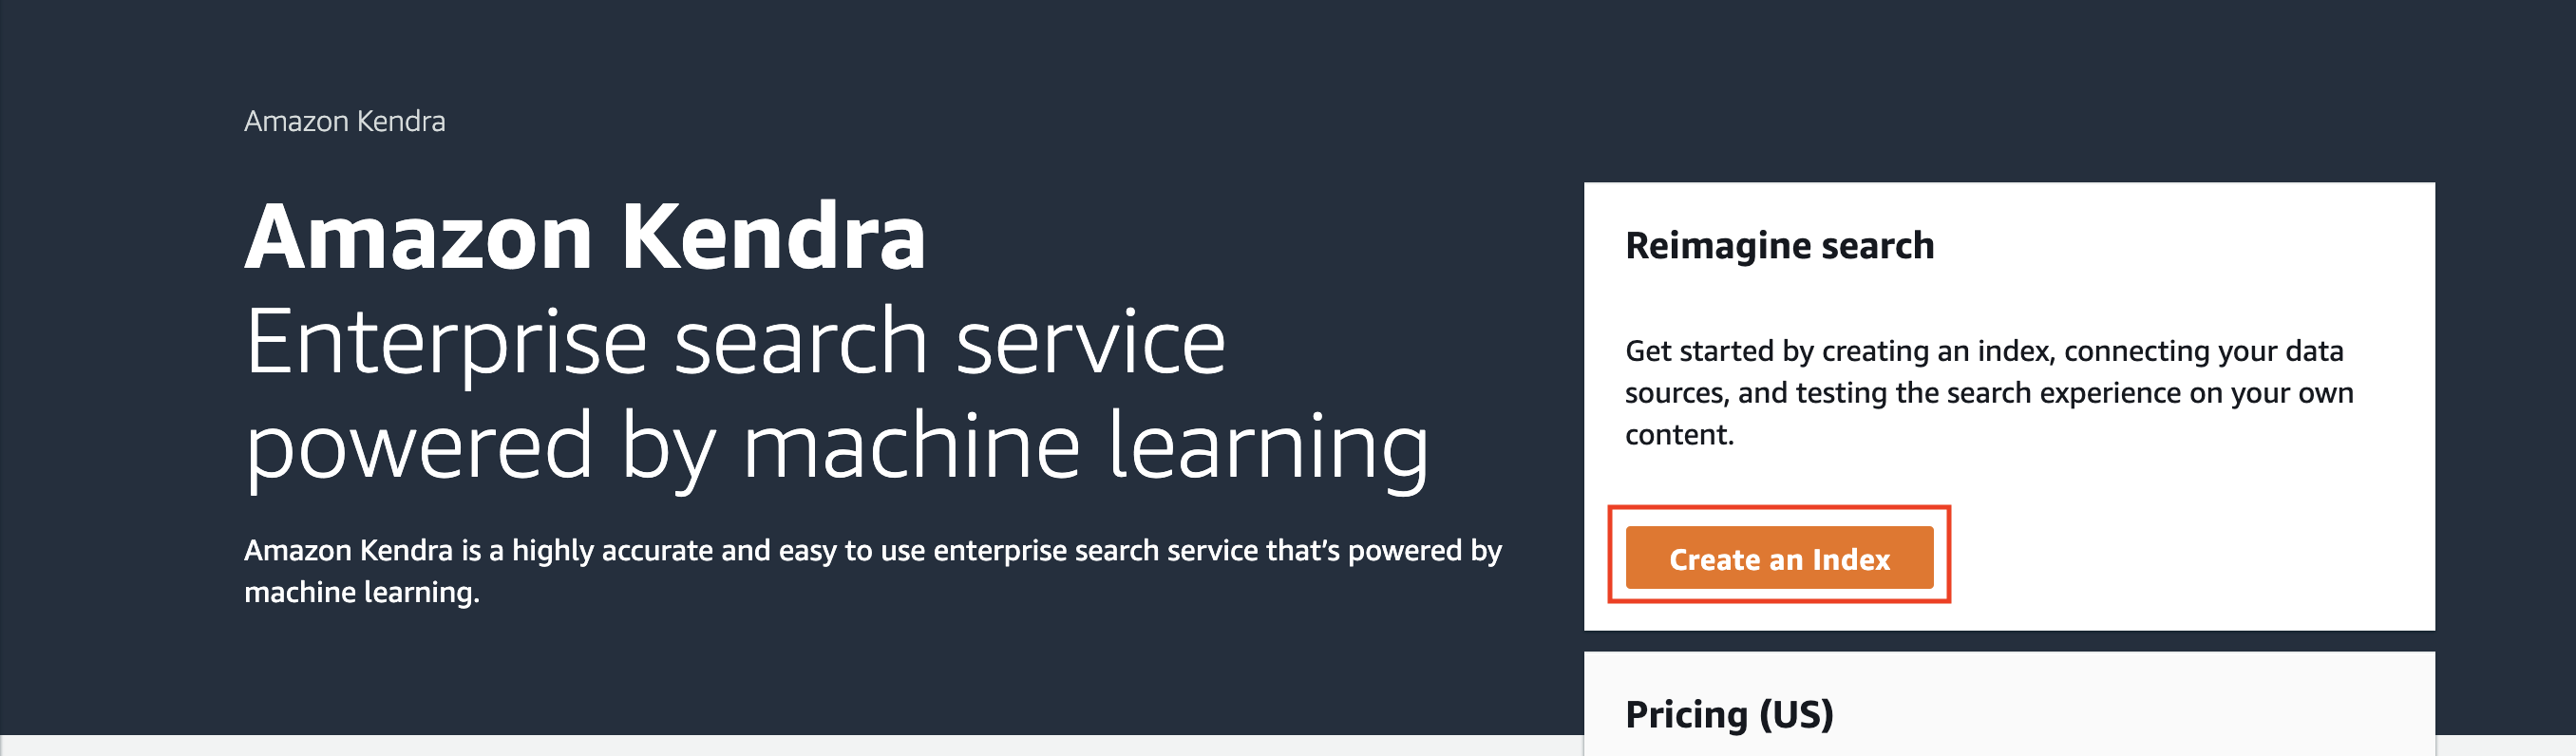 Amazon Kendra
Amazon Kendra
Enterprise search service
powered by machine learning
Amazon Kendra is a highly accurate and easy to use enterprise search service that’s powered by
machine learning.
Reimagine search
Get started by creating an index, connecting your data
sources, and testing the search experience on your own
content.
Create an Index
Pricing (US)